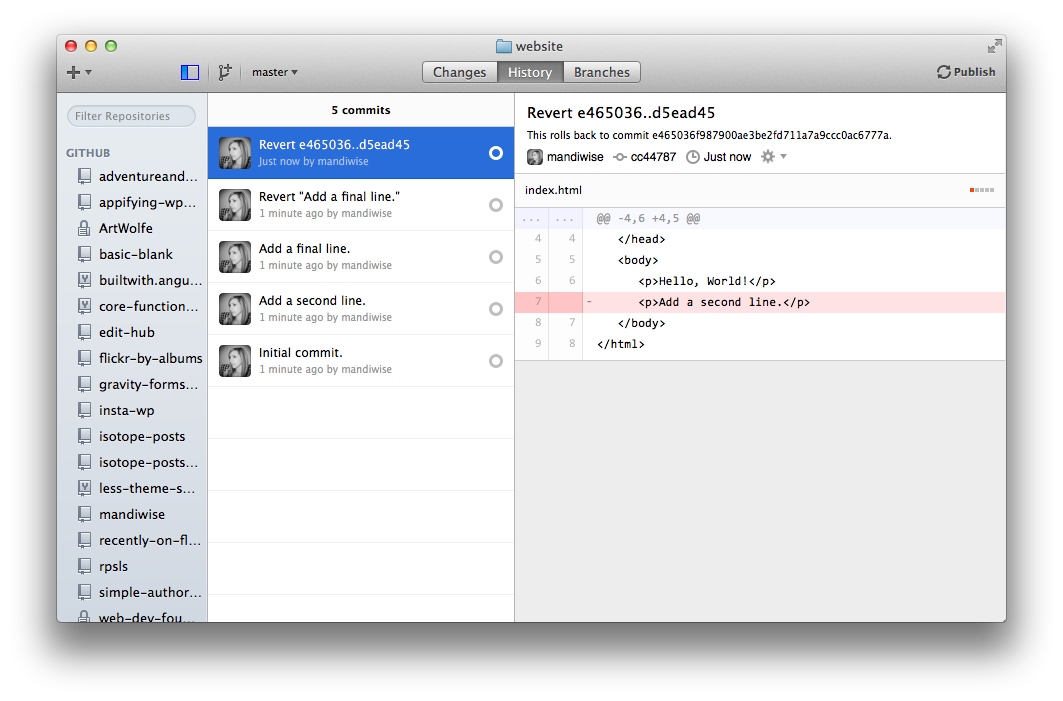 website
master
Changes
History
Branches
Publish
Filter Repositories
GITHUB
adventureand...
appifying-wp...
ArtWolfe
basic-blank
builtwith.angu...
core-function...
edit-hub
flickr-by-albums
gravity-forms...
insta-wp
isotope-posts
isotope-posts...
less-theme-s...
mandiwise
recently-on-fl...
rpsls
simple-author...
web-dev-fou...
5 commits
Revert e465036..d5ead45
Just now by mandiwise
Revert "Add a final line."
1 minute ago by mandiwise
Add a final line.
1 minute ago by mandiwise
Add a second line.
1 minute ago by mandiwise
Initial commit.
1 minute ago by mandiwise
Revert e465036..d5ead45
This rolls back to commit e465036f987900ae3be2fd711a7a9ccc0ac6777a.
mandiwise cc44787 Just now
index.html
... ... @@ -4,6 +4,5 @@
4 4 </head>
5 5 <body>
6 6 <p>Hello, World!</p>
7 - <p>Add a second line.</p>
8 7 </body>
9 8 </html>